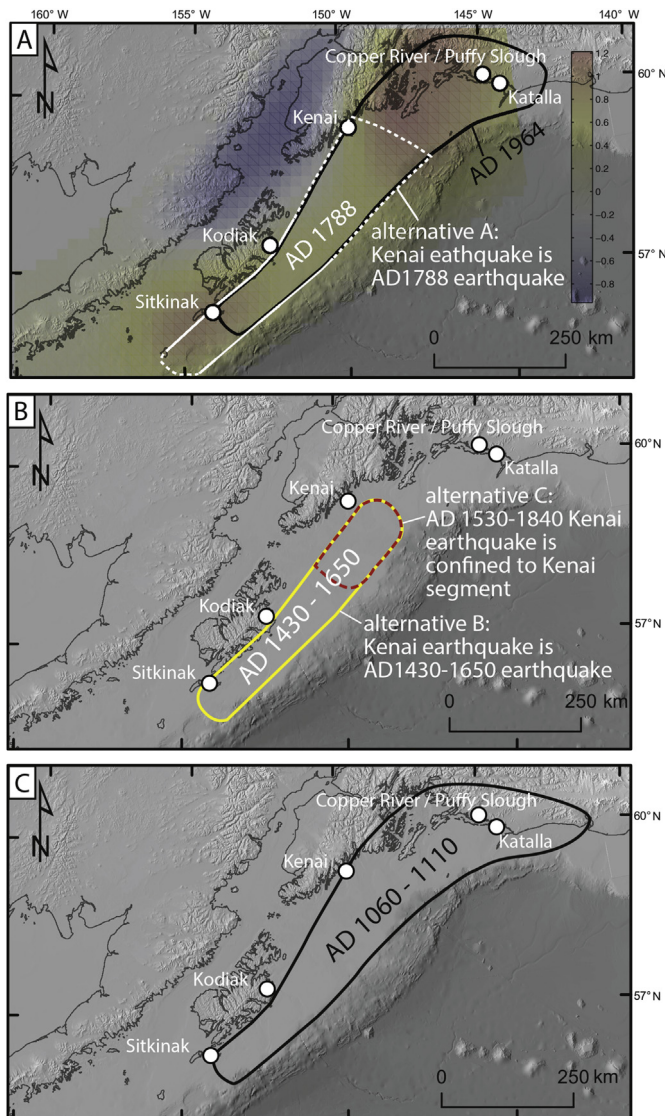 155°W
150°W
145°W
140°W
A
160°W
Copper River / Puffy Slough
60°N
N
Katalla
Kenai
1.2
1
0.8
0.6
0.4
0.2
0
-0.2
-0.4
-0.6
-0.8
AD 1964
AD 1788
Kodiak
alternative A:
Kenai eathquake is
AD1788 earthquake
57°N
Sitkinak
0
250 km
B
Copper River / Puffy Slough
60°N
N
Katalla
Kenai
alternative C:
AD 1530-1840 Kenai
earthquake is
confined to Kenai
segment
AD 1430 - 1650
Kodiak
57°N
alternative B:
Kenai earthquake is
AD1430-1650 earthquake
Sitkinak
0
250 km
C
Copper River / Puffy Slough
60°N
N
Katalla
Kenai
AD 1060 - 1110
Kodiak
57°N
Sitkinak
0
250 km